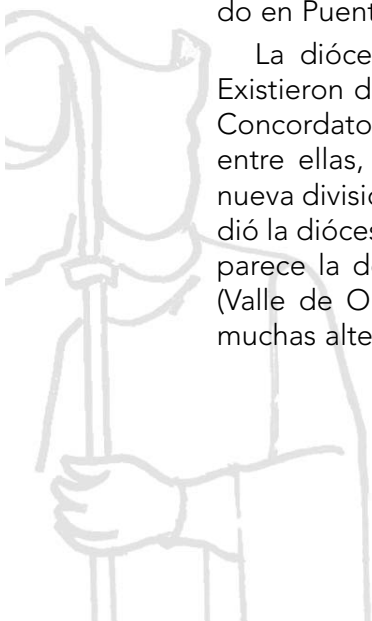 do en Puent
La dióce
Existieron d
Concordato
entre ellas,
nueva divisió
dió la dióces
parece la d
(Valle de O
muchas alte